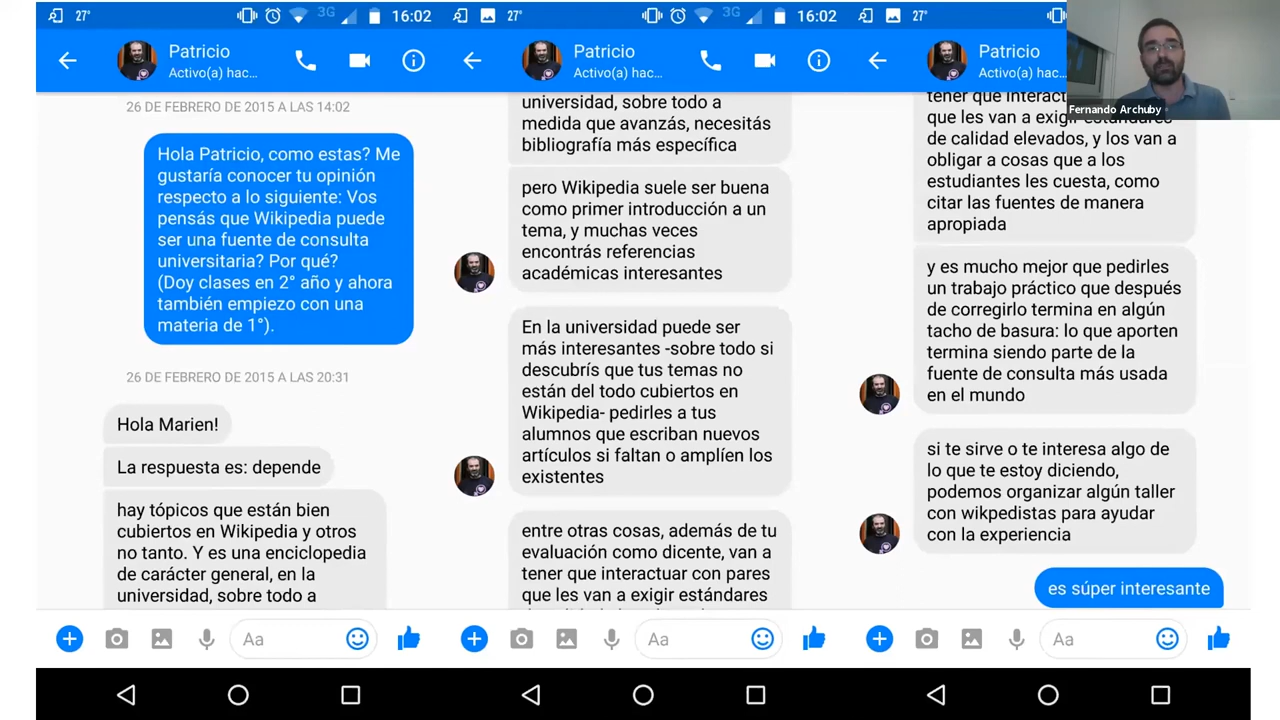 27°
3G
16:02
Patricio
Activo(a) hac...
26 DE FEBRERO DE 2015 A LAS 14:02
Hola Patricio, como estas? Me
gustaría conocer tu opinión
respecto a lo siguiente: Vos
pensás que Wikipedia puede
ser una fuente de consulta
universitaria? Por qué?
(Doy clases en 2° año y ahora
también empiezo con una
materia de 1°).
26 DE FEBRERO DE 2015 A LAS 20:31
Hola Marien!
La respuesta es: depende
hay tópicos que están bien
cubiertos en Wikipedia y otros
no tanto. Y es una enciclopedia
de carácter general, en la
universidad, sobre todo a
Aa
27°
3G
16:02
Patricio
Activo(a) hac...
universidad, sobre todo a
medida que avanzás, necesitás
bibliografía más específica
pero Wikipedia suele ser buena
como primer introducción a un
tema, y muchas veces
encontrás referencias
académicas interesantes
En la universidad puede ser
más interesantes -sobre todo si
descubrís que tus temas no
están del todo cubiertos en
Wikipedia- pedirles a tus
alumnos que escriban nuevos
artículos si faltan o amplíen los
existentes
entre otras cosas, además de tu
evaluación como dicente, van a
tener que interactuar con pares
que les van a exigir estándares
Aa
27°
Patricio
Activo(a) hac...
Fernando Archuby
tener que interact
que les van a exigir estándares
de calidad elevados, y los van a
obligar a cosas que a los
estudiantes les cuesta, como
citar las fuentes de manera
apropiada
y es mucho mejor que pedirles
un trabajo práctico que después
de corregirlo termina en algún
tacho de basura: lo que aporten
termina siendo parte de la
fuente de consulta más usada
en el mundo
si te sirve o te interesa algo de
lo que te estoy diciendo,
podemos organizar algún taller
con wikpedistas para ayudar
con la experiencia
es súper interesante
Aa